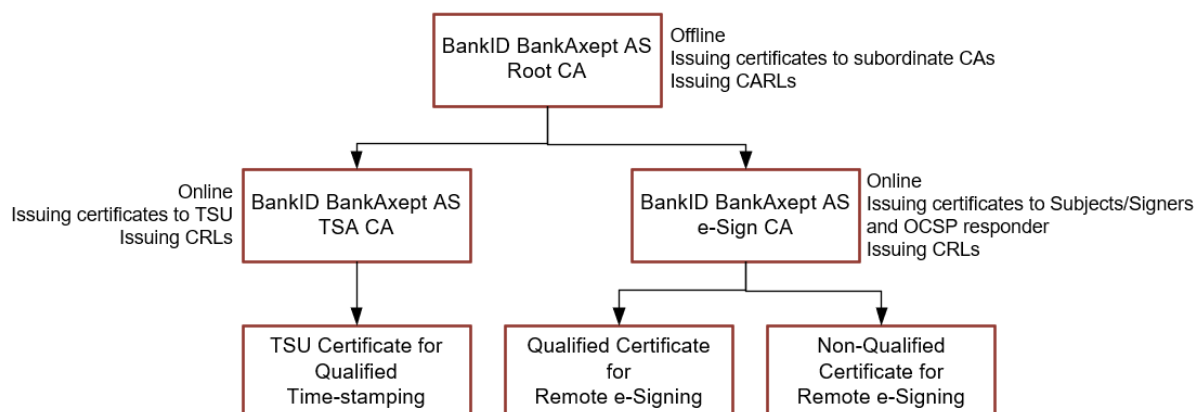 BankID BankAxept AS
Root CA
Offline
Issuing certificates to subordinate CAs
Issuing CARLs
Online
Issuing certificates to TSU
Issuing CRLs
BankID BankAxept AS
TSA CA
BankID BankAxept AS
e-Sign CA
Online
Issuing certificates to Subjects/Signers
and OCSP responder
Issuing CRLs
TSU Certificate for
Qualified
Time-stamping
Qualified Certificate
for
Remote e-Signing
Non-Qualified
Certificate for
Remote e-Signing